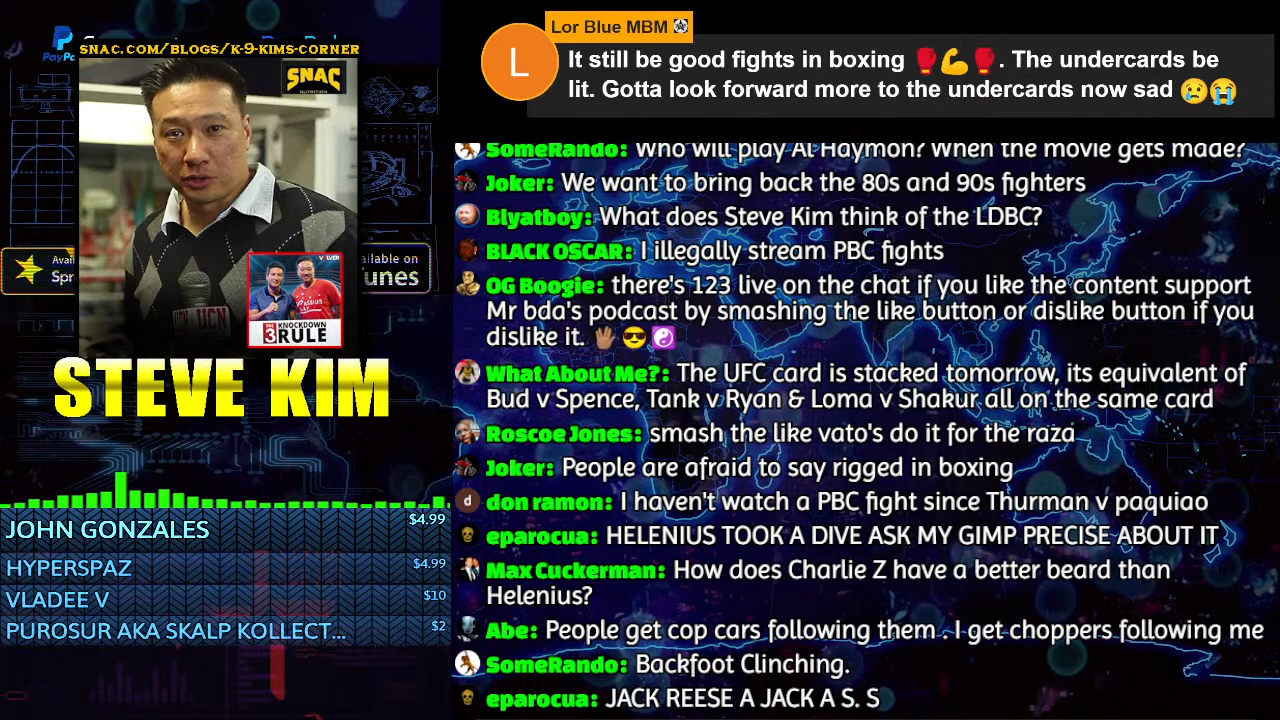 PayPal
SNAC.COM/BLOGS/K-9-KIMS-CORNER
SNAC
NUTRITION
Avai
Spr
ailable on
unes
THE 3 KNOCKDOWN RULE
STEVE KIM
JOHN GONZALES $4.99
HYPERSPAZ $4.99
VLADEE V $10
PUROSUR AKA SKALP KOLLECT... $2
Lor Blue MBM
L
It still be good fights in boxing 🥊💪🥊. The undercards be
lit. Gotta look forward more to the undercards now sad 😢😭
SomeRando: Who will play Al Haymon? When the movie gets made?
Joker: We want to bring back the 80s and 90s fighters
Blyatboy: What does Steve Kim think of the LDBC?
BLACK OSCAR: I illegally stream PBC fights
OG Boogie: there's 123 live on the chat if you like the content support
Mr bda's podcast by smashing the like button or dislike button if you
dislike it. 🖖🏾 😎 ☯️
What About Me?: The UFC card is stacked tomorrow, its equivalent of
Bud v Spence, Tank v Ryan & Loma v Shakur all on the same card
Roscoe Jones: smash the like vato's do it for the raza
Joker: People are afraid to say rigged in boxing
d don ramon: I haven't watch a PBC fight since Thurman v paquiao
eparocua: HELENIUS TOOK A DIVE ASK MY GIMP PRECISE ABOUT IT
Max Cuckerman: How does Charlie Z have a better beard than
Helenius?
Abe: People get cop cars following them . I get choppers following me
SomeRando: Backfoot Clinching.
eparocua: JACK REESE A JACK A S. S